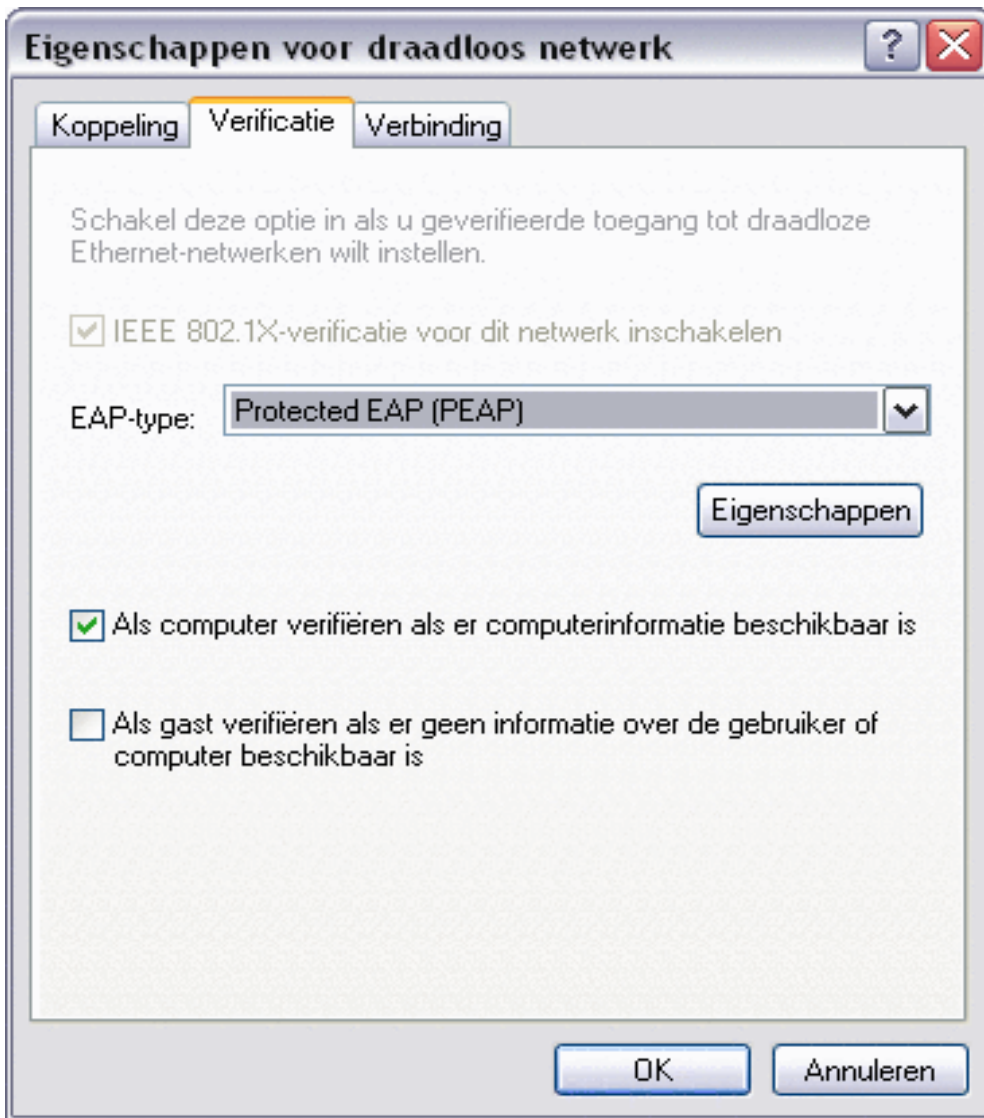 Eigenschappen voor draadloos netwerk
?
Koppeling Verificatie Verbinding
Schakel deze optie in als u geverifieerde toegang tot draadloze
Ethernet-netwerken wilt instellen.
IEEE 802.1X-verificatie voor dit netwerk inschakelen
EAP-type: Protected EAP (PEAP)
Eigenschappen
Als computer verifiëren als er computerinformatie beschikbaar is
Als gast verifiëren als er geen informatie over de gebruiker of
computer beschikbaar is
OK Annuleren